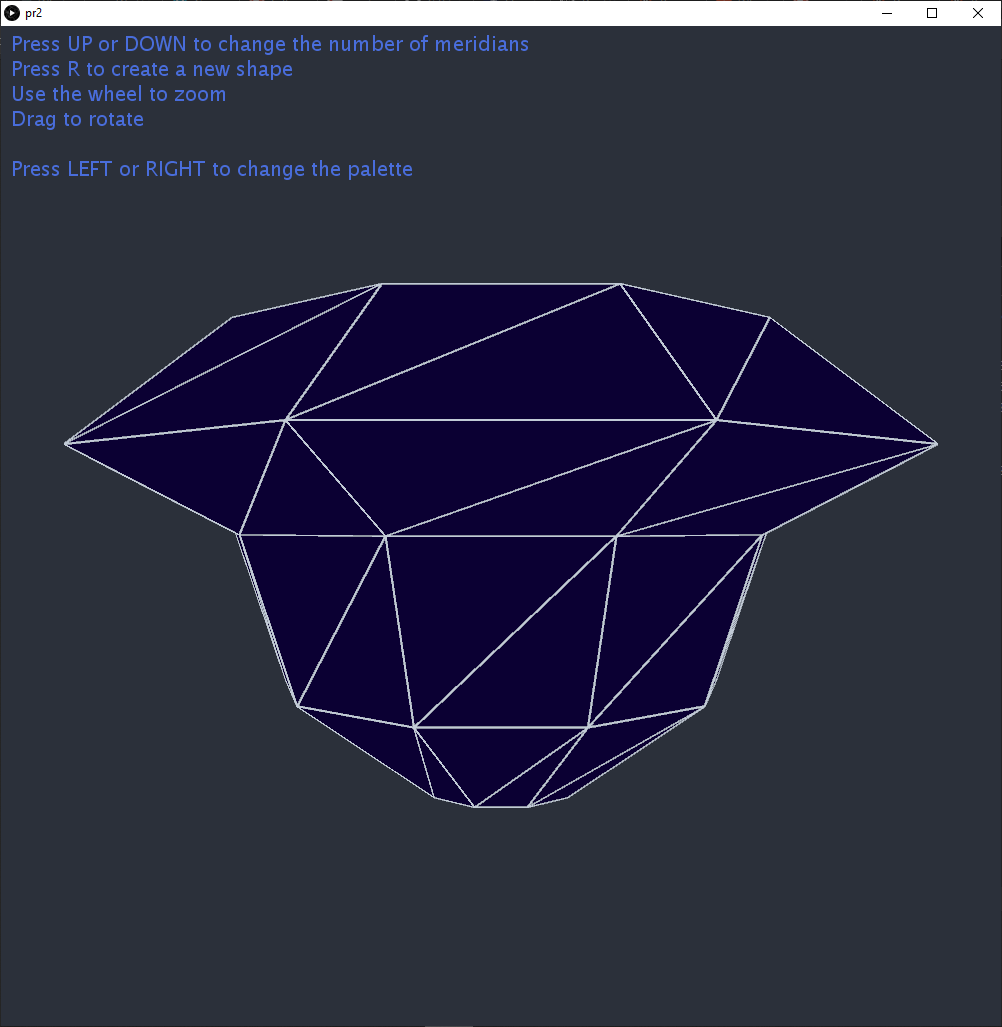 pr2
Press UP or DOWN to change the number of meridians
Press R to create a new shape
Use the wheel to zoom
Drag to rotate
Press LEFT or RIGHT to change the palette